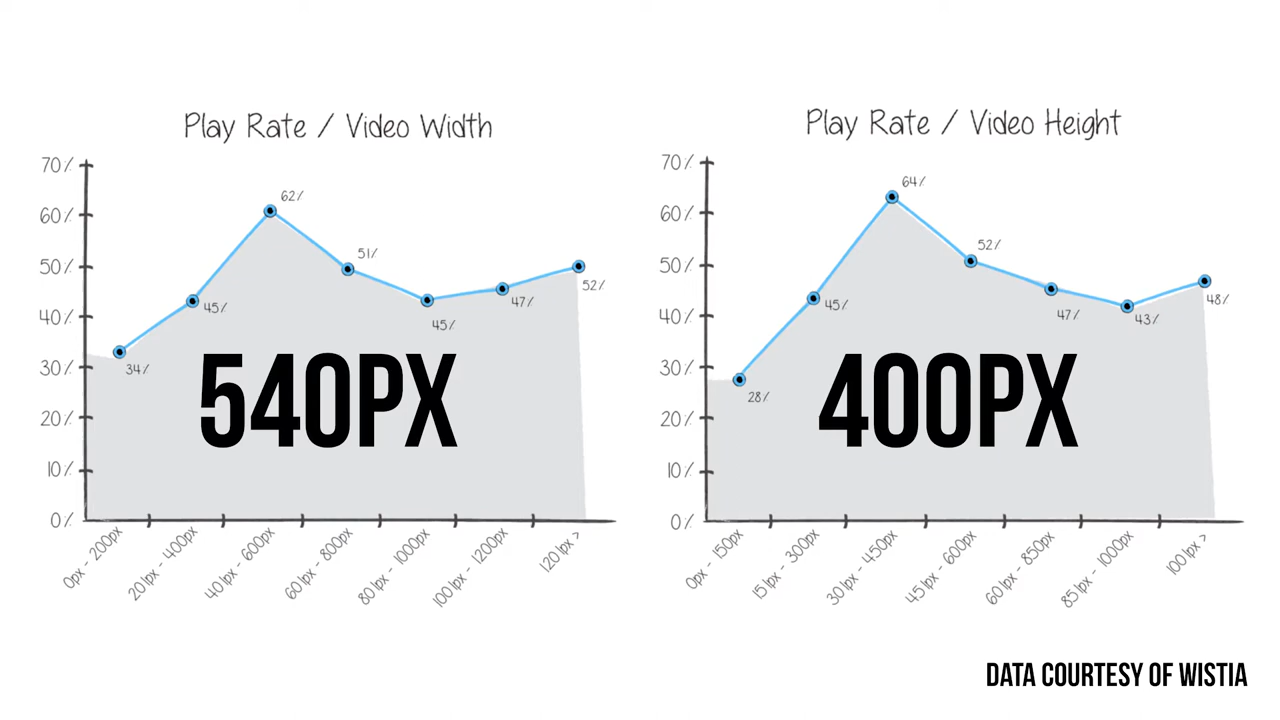 Play Rate / Video Width
70%
60%
50%
40%
30%
20%
10%
0%
34%
45%
62%
51%
45%
47%
52%
540PX
0px - 200px
201px - 400px
401px - 600px
601px - 800px
801px - 1000px
1001px - 1200px
1201px >
Play Rate / Video Height
70%
60%
50%
40%
30%
20%
10%
0%
28%
45%
64%
52%
47%
43%
48%
400PX
0px - 150px
151px - 300px
301px - 450px
451px - 600px
601px - 850px
851px - 1000px
1001px >
DATA COURTESY OF WISTIA